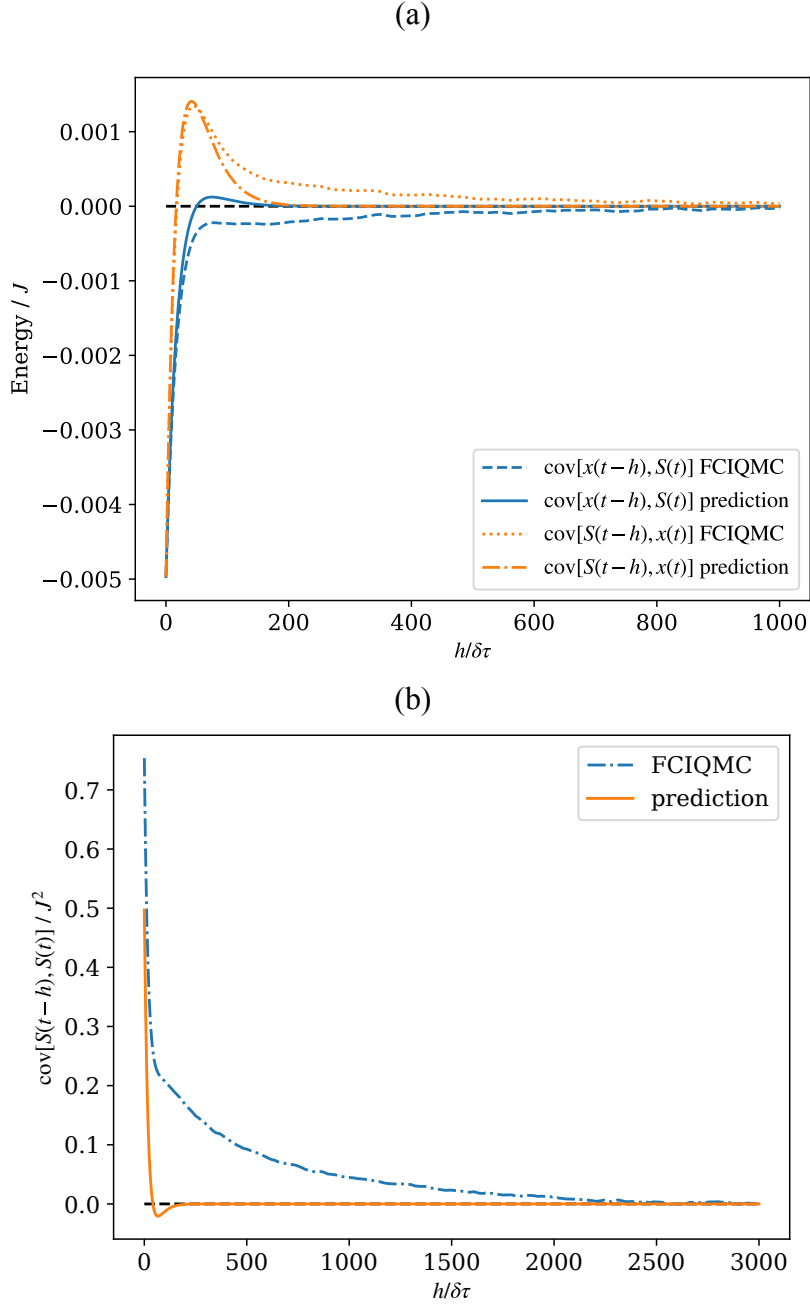 (a)
Energy / J
0.001
0.000
−0.001
−0.002
−0.003
−0.004
−0.005
cov[x(t − h), S(t)] FCIQMC
cov[x(t − h), S(t)] prediction
cov[S(t − h), x(t)] FCIQMC
cov[S(t − h), x(t)] prediction
0 200 400 600 800 1000
h/δτ
(b)
cov[S(t − h), S(t)] / J²
0.7
0.6
0.5
0.4
0.3
0.2
0.1
0.0
FCIQMC
prediction
0 500 1000 1500 2000 2500 3000
h/δτ